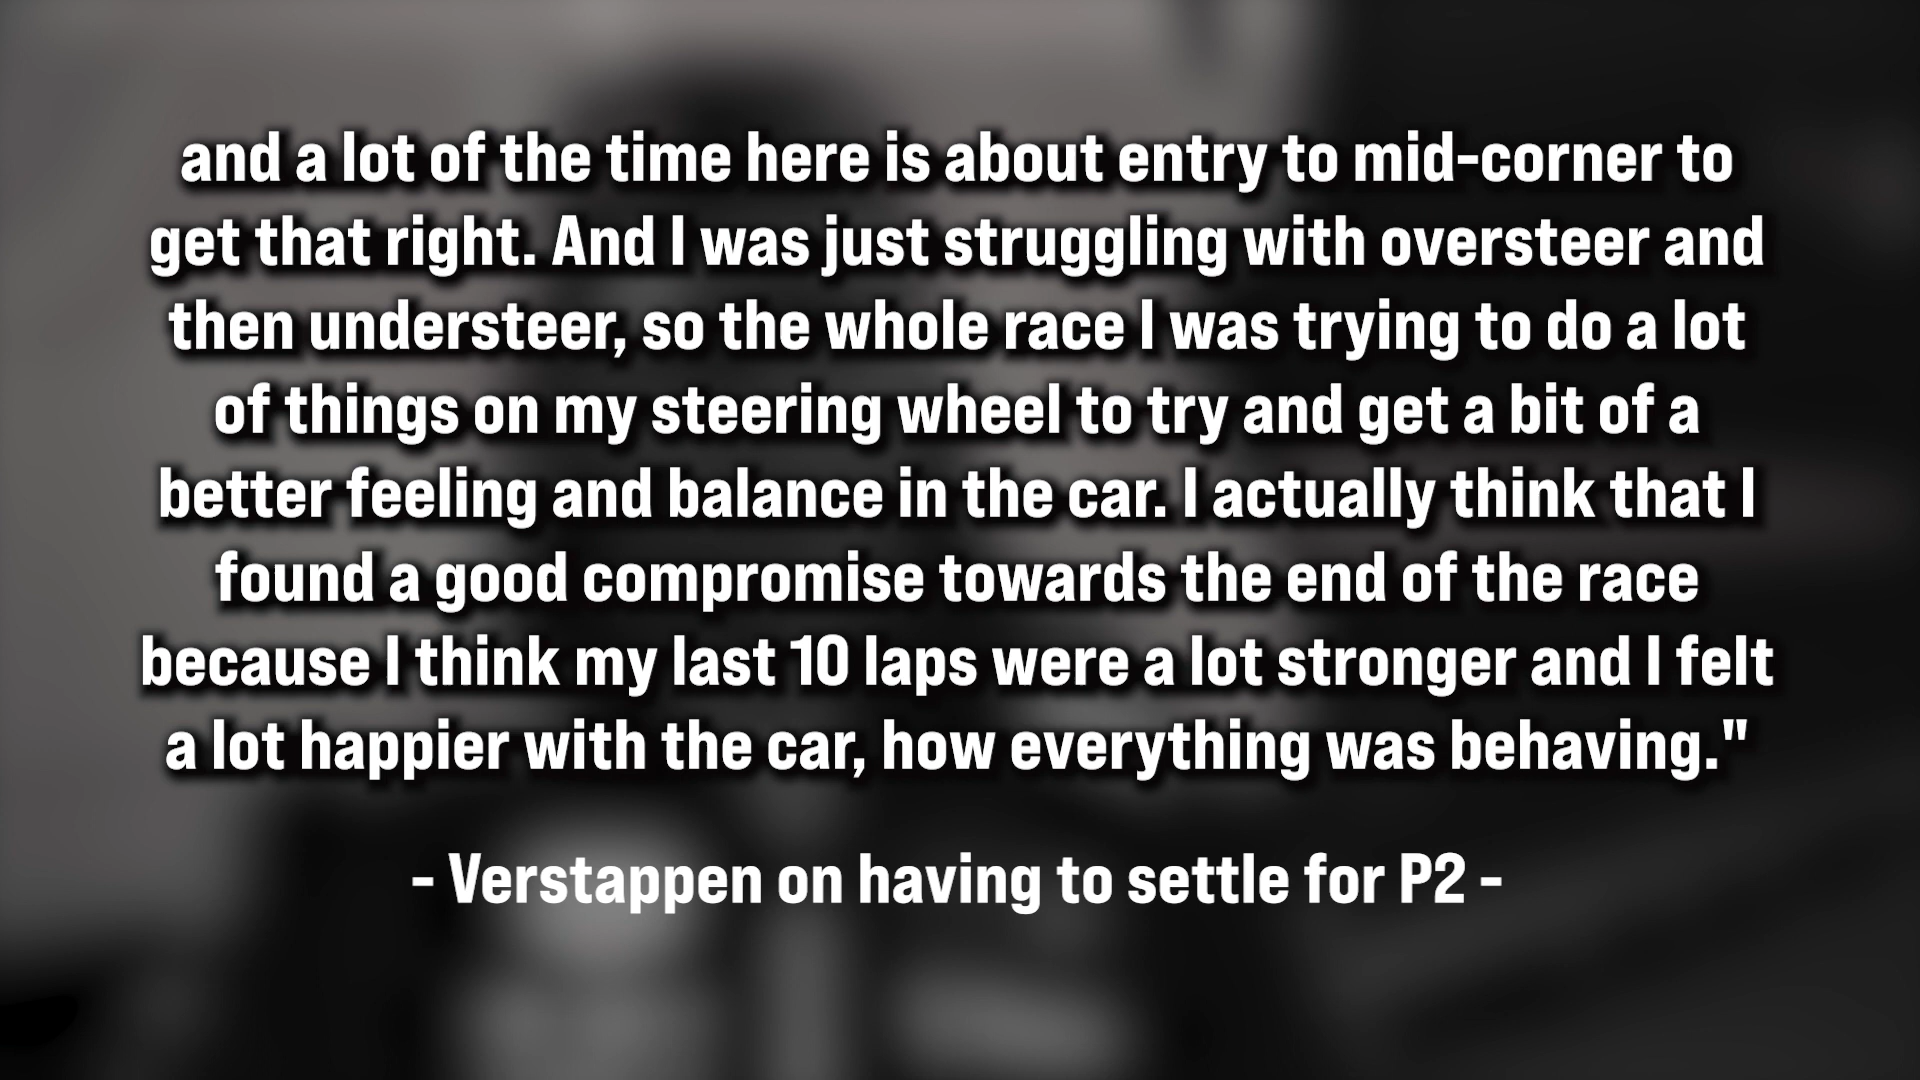 and a lot of the time here is about entry to mid-corner to
get that right. And I was just struggling with oversteer and
then understeer, so the whole race I was trying to do a lot
of things on my steering wheel to try and get a bit of a
better feeling and balance in the car. I actually think that I
found a good compromise towards the end of the race
because I think my last 10 laps were a lot stronger and I felt
a lot happier with the car, how everything was behaving."
- Verstappen on having to settle for P2 -